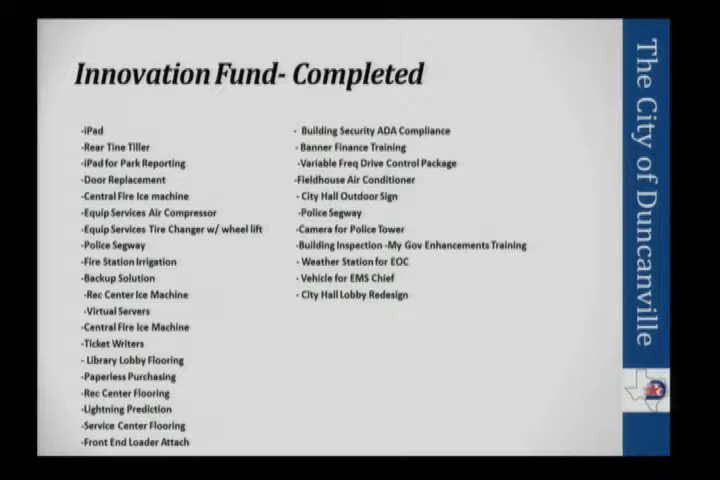 Innovation Fund- Completed
-iPad
-Rear Tine Tiller
-iPad for Park Reporting
-Door Replacement
-Central Fire Ice machine
-Equip Services Air Compressor
-Equip Services Tire Changer w/ wheel lift
-Police Segway
-Fire Station Irrigation
-Backup Solution
-Rec Center Ice Machine
-Virtual Servers
-Central Fire Ice Machine
-Ticket Writers
- Library Lobby Flooring
-Paperless Purchasing
-Rec Center Flooring
-Lightning Prediction
-Service Center Flooring
-Front End Loader Attach
- Building Security ADA Compliance
- Banner Finance Training
-Variable Freq Drive Control Package
-Fieldhouse Air Conditioner
- City Hall Outdoor Sign
-Police Segway
-Camera for Police Tower
-Building Inspection -My Gov Enhancements Training
- Weather Station for EOC
- Vehicle for EMS Chief
- City Hall Lobby Redesign
The City of Duncanville